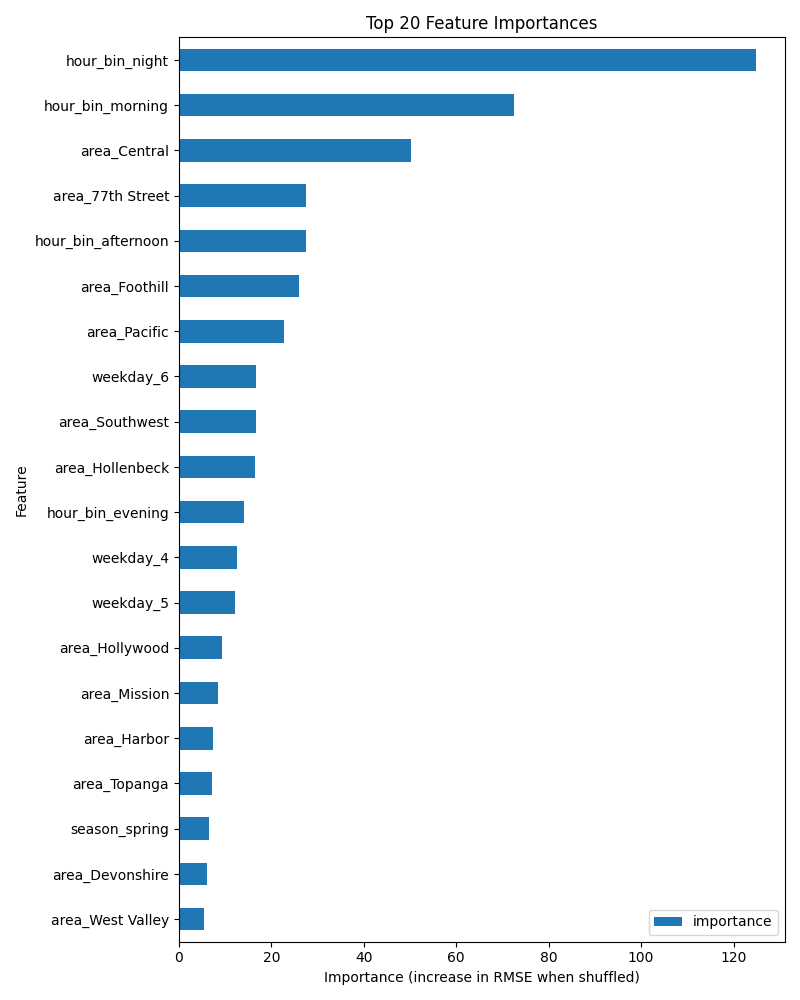 Top 20 Feature Importances
hour_bin_night
hour_bin_morning
area_Central
area_77th Street
hour_bin_afternoon
area_Foothill
area_Pacific
weekday_6
area_Southwest
area_Hollenbeck
hour_bin_evening
weekday_4
weekday_5
area_Hollywood
area_Mission
area_Harbor
area_Topanga
season_spring
area_Devonshire
area_West Valley
Feature
importance
0 20 40 60 80 100 120
Importance (increase in RMSE when shuffled)